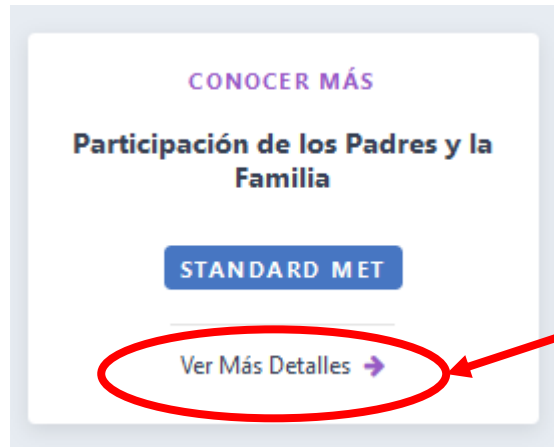 CONOCER MÁS
Participación de los Padres y la
Familia
STANDARD MET
Ver Más Detalles →